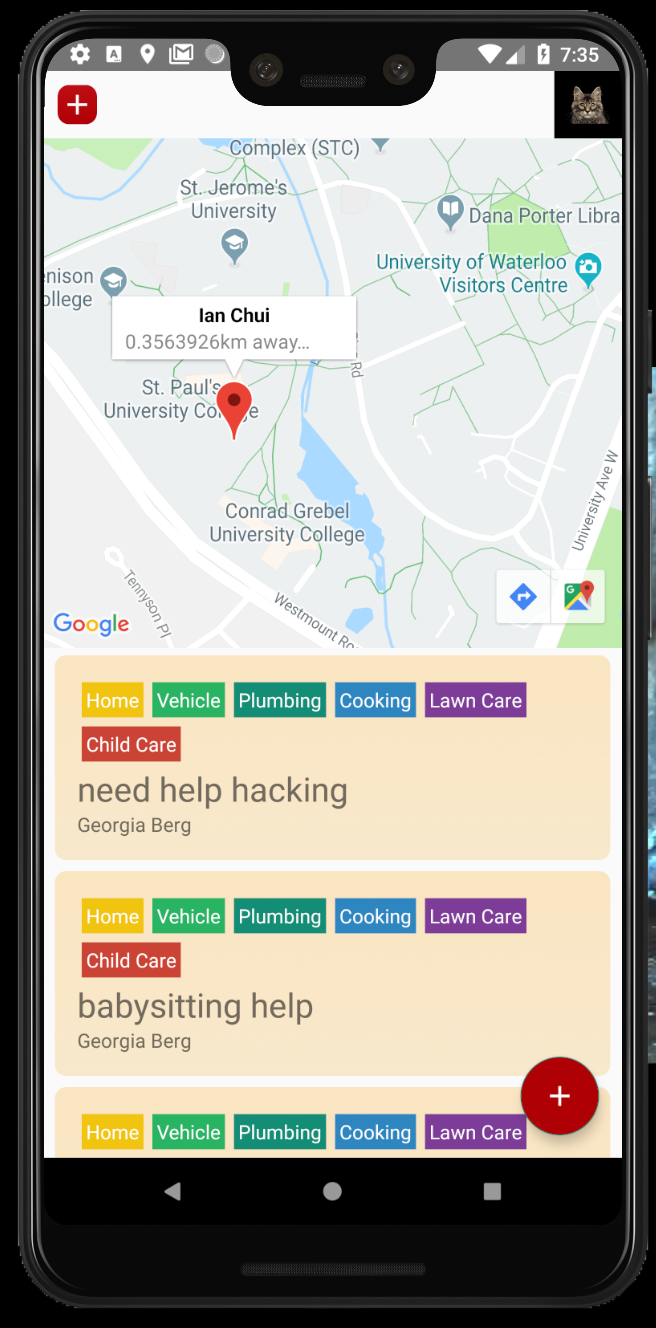 7:35
Complex (STC)
St. Jerome's
University
Dana Porter Libra
University of Waterloo
Visitors Centre
enison
ollege
Ian Chui
0.3563926km away…
Rd
St. Paul's
University College
University Ave W
Conrad Grebel
University College
Tennyson Pl
Westmount Ro
Google
Home Vehicle Plumbing Cooking Lawn Care
Child Care
need help hacking
Georgia Berg
Home Vehicle Plumbing Cooking Lawn Care
Child Care
babysitting help
Georgia Berg
Home Vehicle Plumbing Cooking Lawn Care